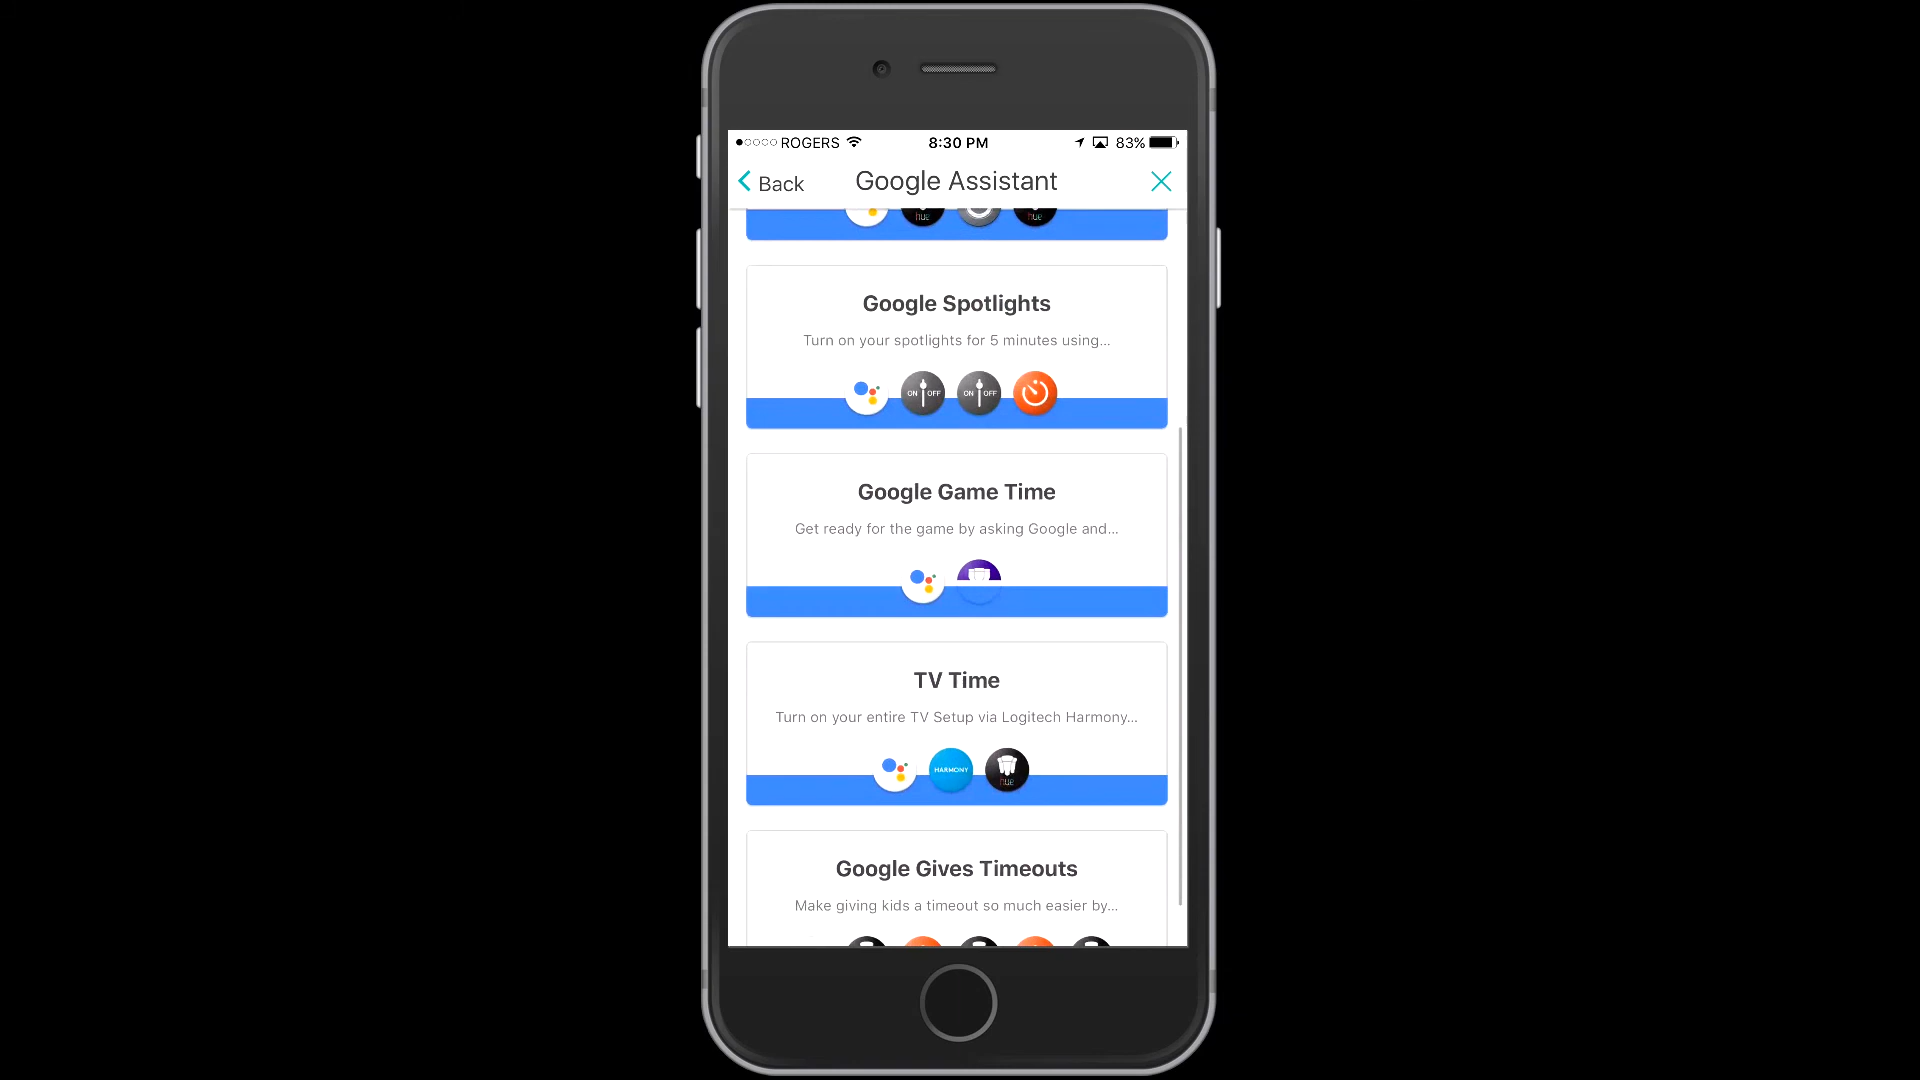 ROGERS 8:30 PM 83%
Back Google Assistant
hue hue
Google Spotlights
Turn on your spotlights for 5 minutes using...
ON OFF ON OFF
Google Game Time
Get ready for the game by asking Google and...
TV Time
Turn on your entire TV Setup via Logitech Harmony...
HARMONY hue
Google Gives Timeouts
Make giving kids a timeout so much easier by...